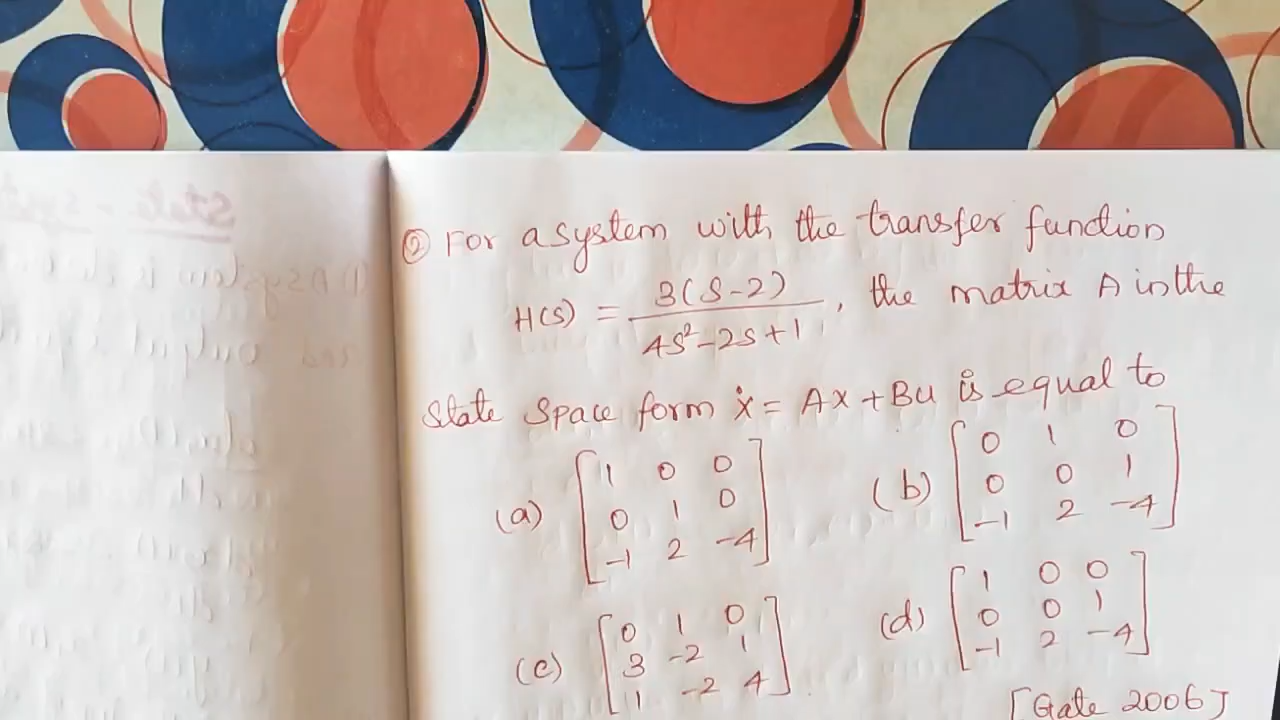 ② For a system with the transfer function
H(s) = 3(S-2) / 4S²-2S+1, the matrix A in the
State Space form ẋ = Ax + Bu is equal to
(a) [1 0 0
0 1 0
-1 2 -4]
(b) [0 1 0
0 0 1
-1 2 -4]
(c) [0 1 0
3 -2 1
1 -2 4]
(d) [1 0 0
0 0 1
-1 2 -4]
[Gate 2006]